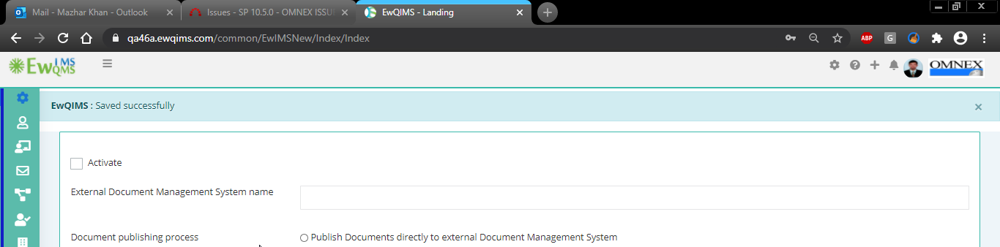 Mail - Mazhar Khan - Outlook
Issues - SP 10.5.0 - OMNEX ISSU
EwQIMS - Landing
qa46a.ewqims.com/common/EwIMSNew/Index/Index
ABP
G
EwIMS
QMS
OMNEX
EwQIMS : Saved successfully
Activate
External Document Management System name
Document publishing process
Publish Documents directly to external Document Management System